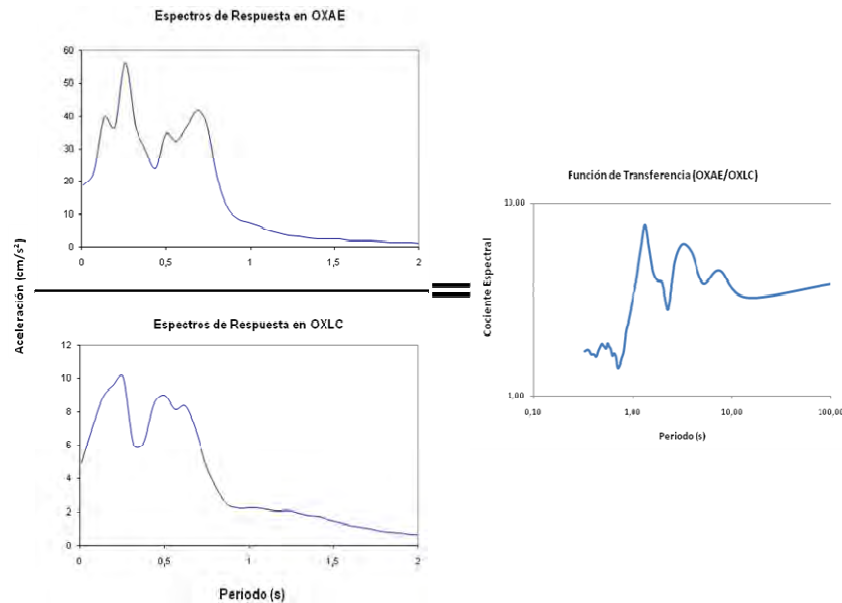 Espectros de Respuesta en OXAE
60
50
40
30
20
10
0
0 0,5 1 1,5 2
Aceleración (cm/s²)
Espectros de Respuesta en OXLC
12
10
8
6
4
2
0
0 0,5 1 1,5 2
Periodo (s)
Función de Transferencia (OXAE/OXLC)
Cociente Espectral
10,00
1,00
0,10 1,00 10,00 100,00
Periodo (s)